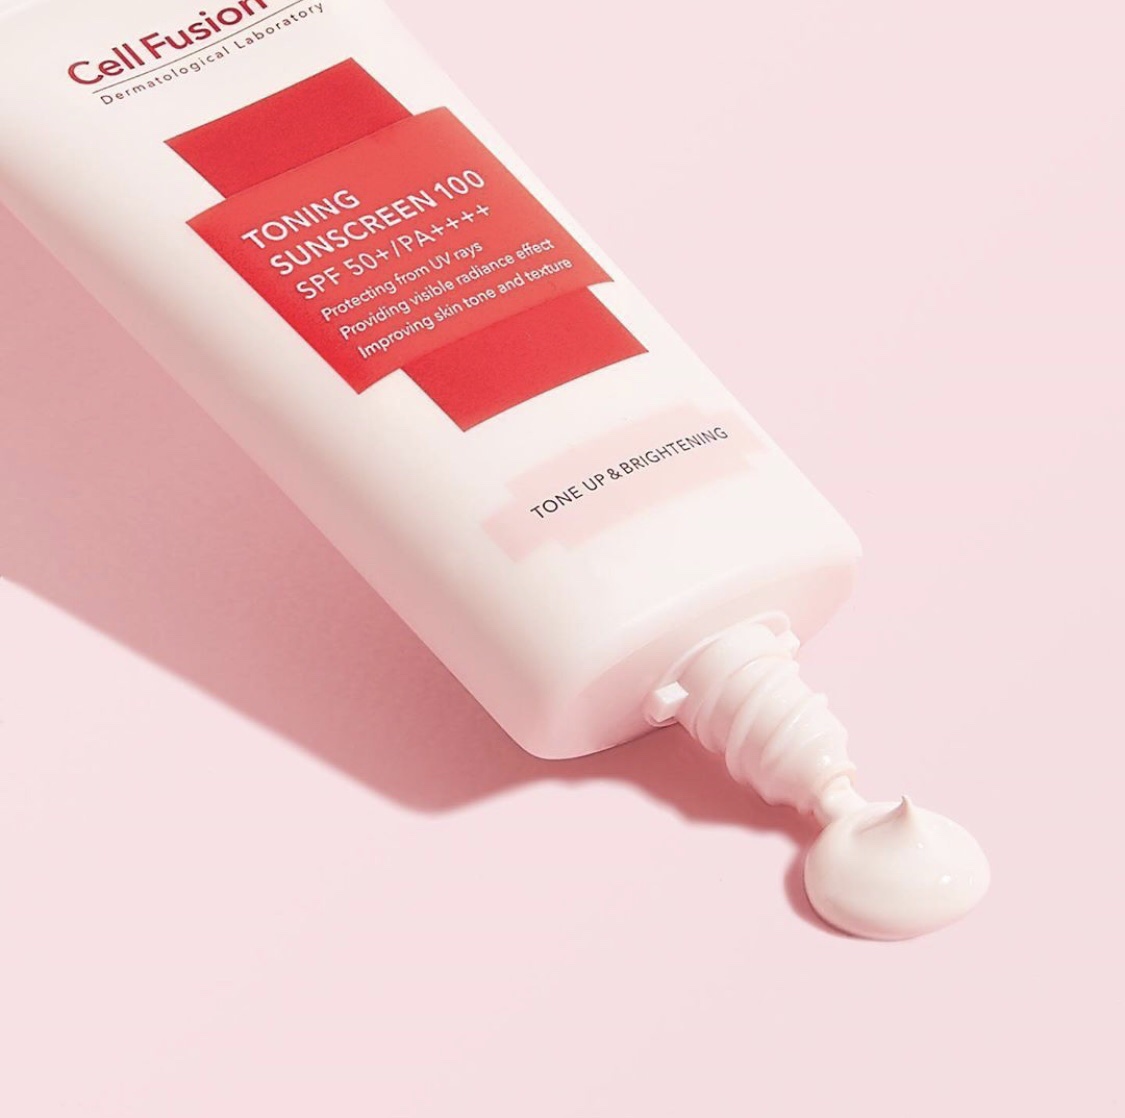 Cell Fusion
Dermatological Laboratory
TONING
SUNSCREEN 100
SPF 50+/PA++++
Protecting from UV rays
Providing visible radiance effect
Improving skin tone and texture
TONE UP & BRIGHTENING